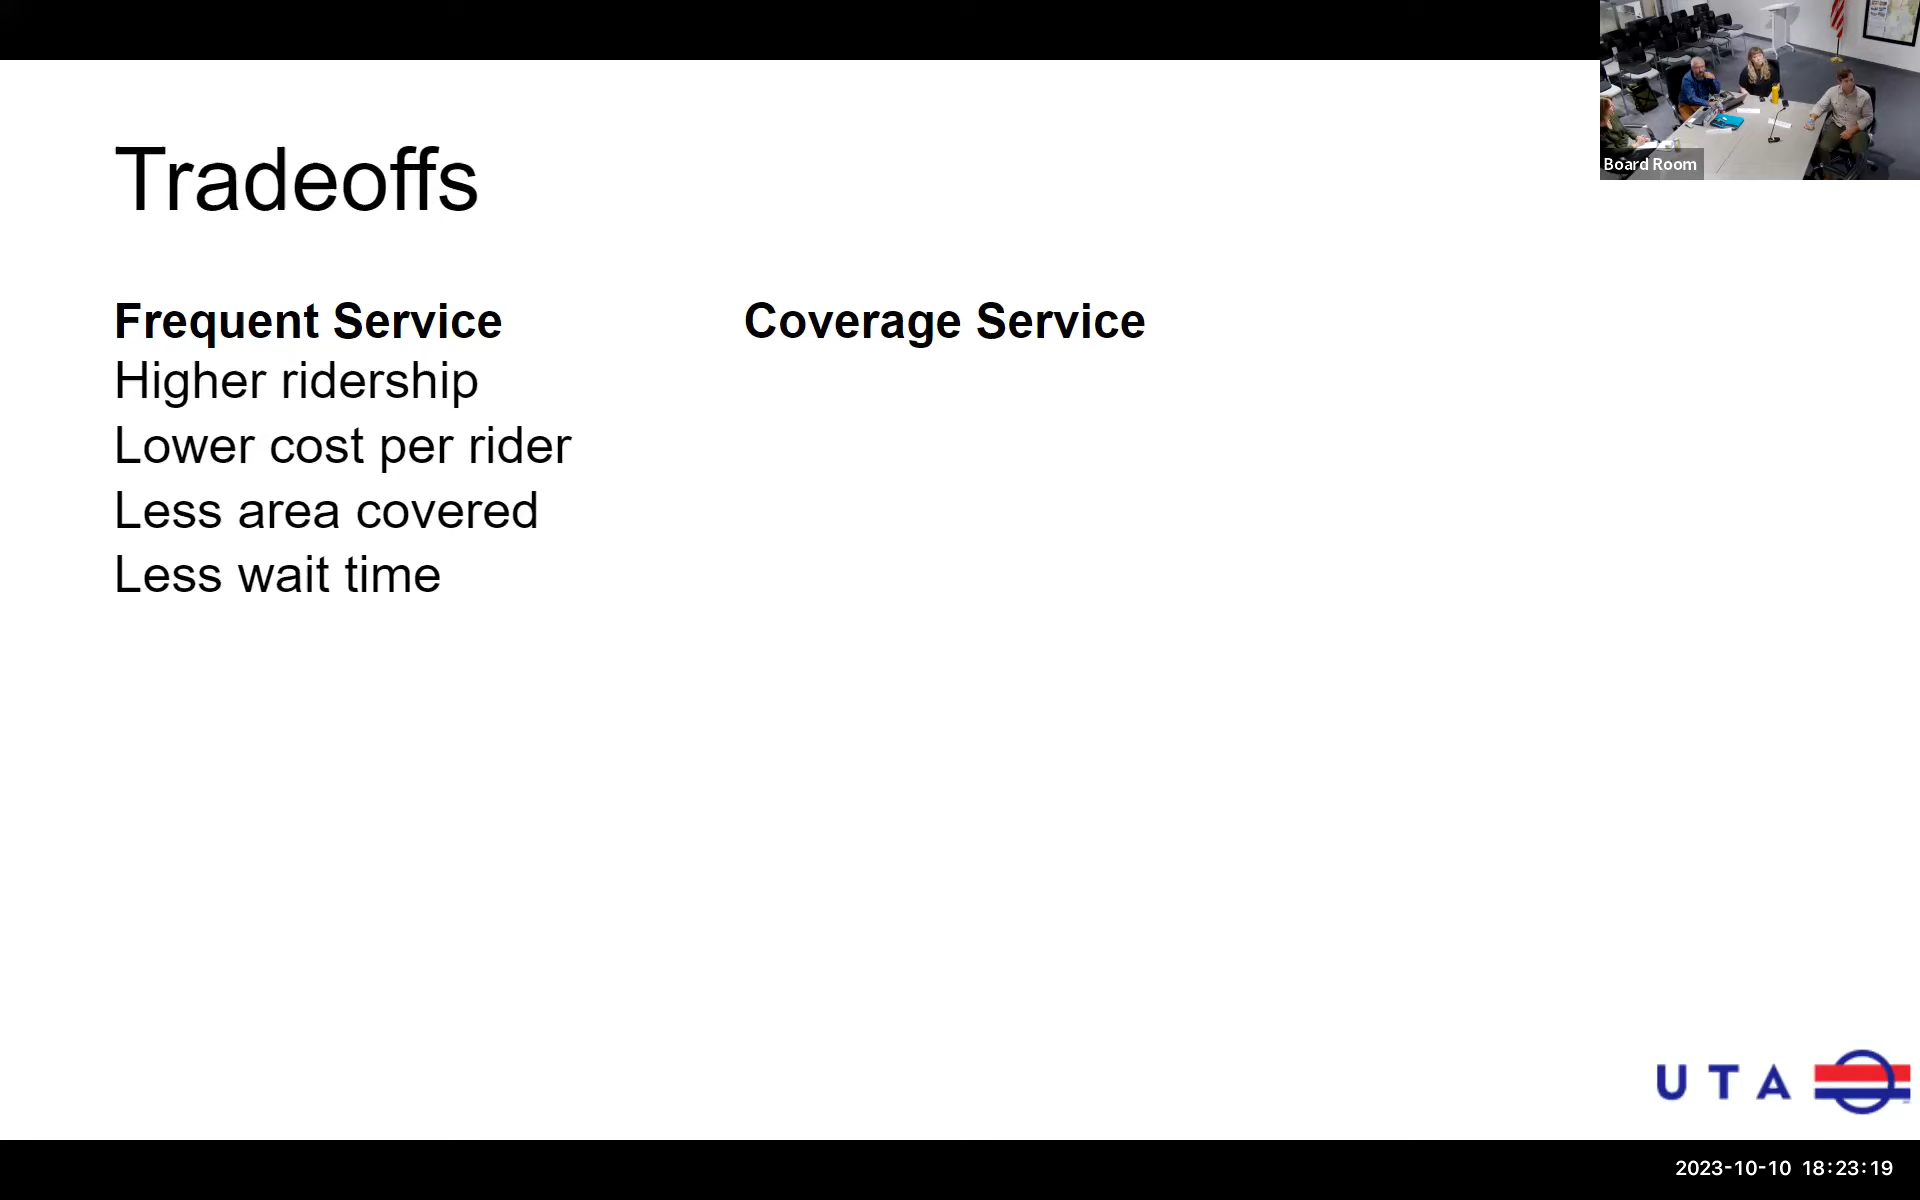 Tradeoffs
Frequent Service
Higher ridership
Lower cost per rider
Less area covered
Less wait time
Coverage Service
Board Room
UTA
2023-10-10 18:23:19